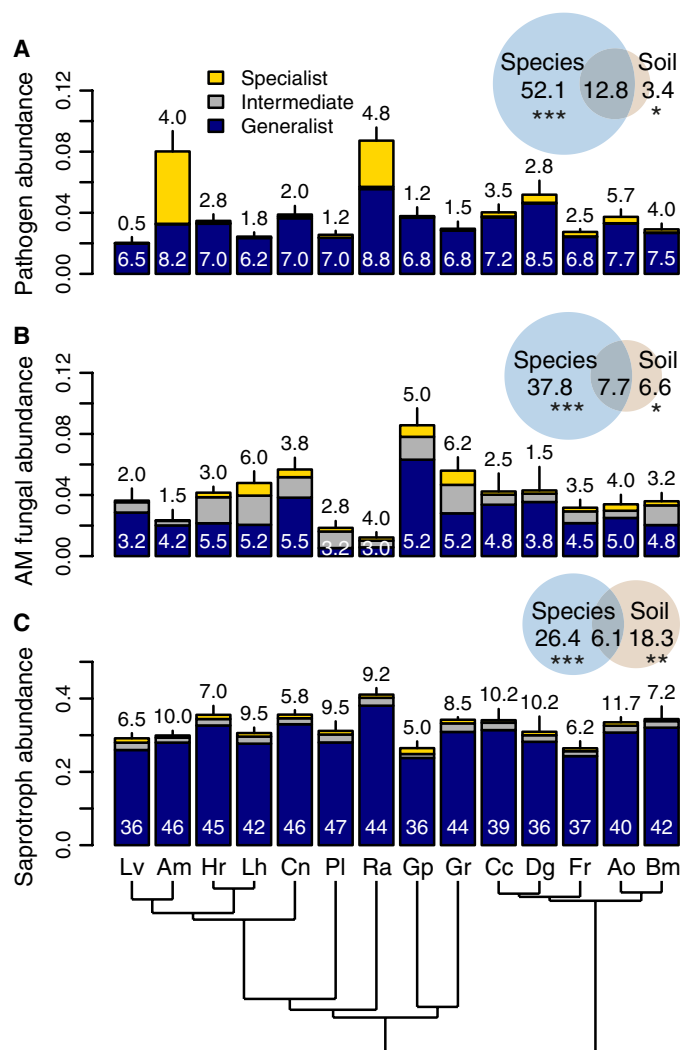 A
Pathogen abundance
0.00 0.04 0.08 0.12
Specialist
Intermediate
Generalist
Species Soil
52.1 12.8 3.4
*** *
0.5 4.0 2.8 1.8 2.0 1.2 4.8 1.2 1.5 3.5 2.8 2.5 5.7 4.0
6.5 8.2 7.0 6.2 7.0 7.0 8.8 6.8 6.8 7.2 8.5 6.8 7.7 7.5
B
AM fungal abundance
0.00 0.04 0.08 0.12
Species Soil
37.8 7.7 6.6
*** *
2.0 1.5 3.0 6.0 3.8 2.8 4.0 5.0 6.2 2.5 1.5 3.5 4.0 3.2
3.2 4.2 5.5 5.2 5.5 3.2 3.0 5.2 5.2 4.8 3.8 4.5 5.0 4.8
C
Saprotroph abundance
0.0 0.2 0.4
Species Soil
26.4 6.1 18.3
*** **
6.5 10.0 7.0 9.5 5.8 9.5 9.2 5.0 8.5 10.2 10.2 6.2 11.7 7.2
36 46 45 42 46 47 44 36 44 39 36 37 40 42
Lv Am Hr Lh Cn Pl Ra Gp Gr Cc Dg Fr Ao Bm